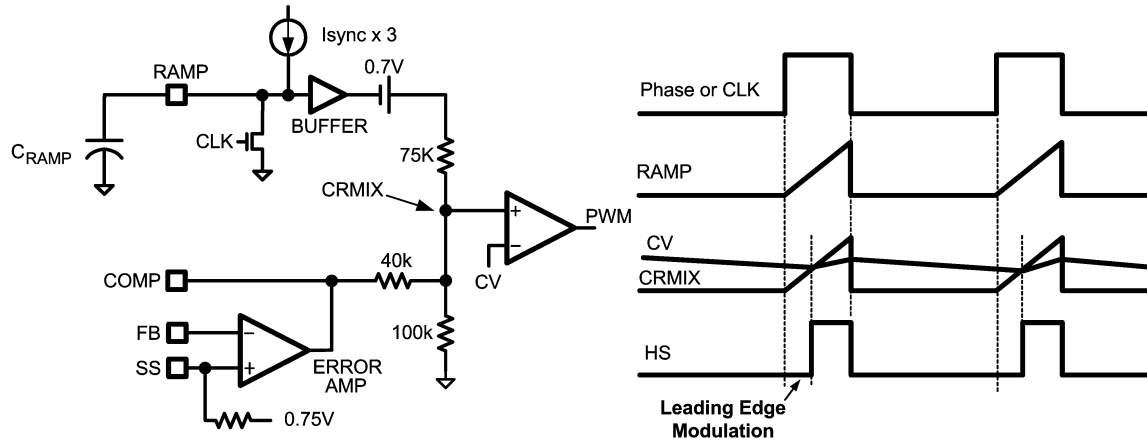 Isync x 3
RAMP
0.7V
BUFFER
CLK
CRAMP
75K
CRMIX
+
−
PWM
CV
COMP
40k
100k
FB
−
SS
+
ERROR
AMP
0.75V
Phase or CLK
RAMP
CV
CRMIX
HS
Leading Edge
Modulation